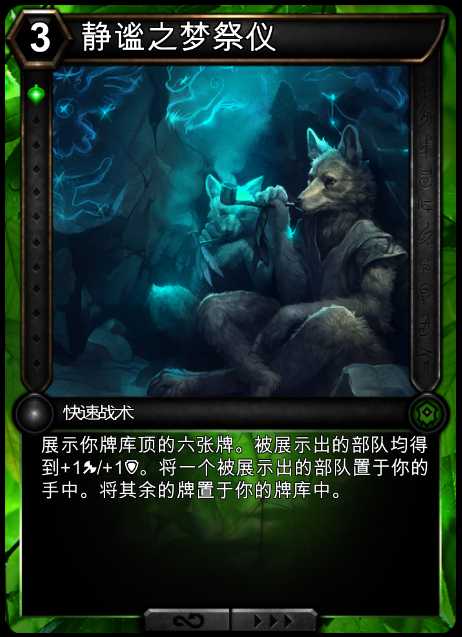 3
静谧之梦祭仪
快速战术
展示你牌库顶的六张牌。被展示出的部队均得
到+1/+1。将一个被展示出的部队置于你的
手中。将其余的牌置于你的牌库中。